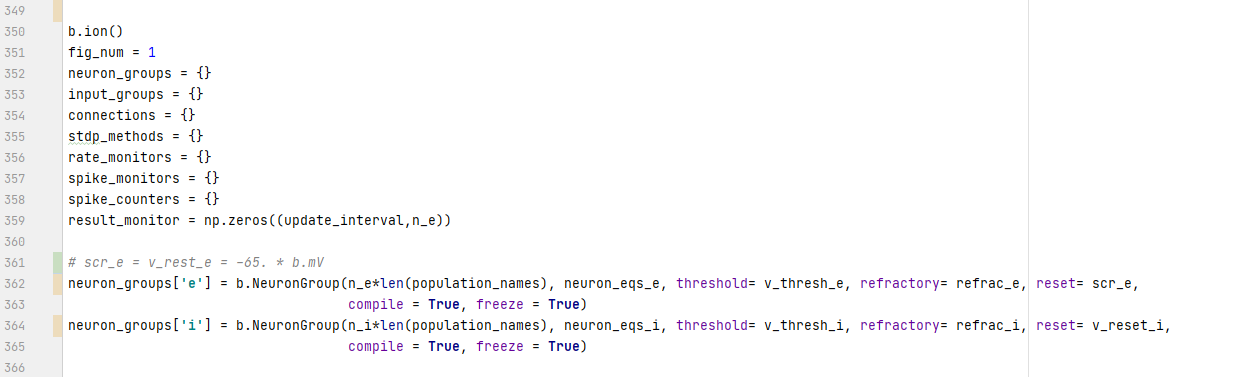 349
350 b.ion()
351 fig_num = 1
352 neuron_groups = {}
353 input_groups = {}
354 connections = {}
355 stdp_methods = {}
356 rate_monitors = {}
357 spike_monitors = {}
358 spike_counters = {}
359 result_monitor = np.zeros((update_interval,n_e))
360
361 # scr_e = v_rest_e = -65. * b.mV
362 neuron_groups['e'] = b.NeuronGroup(n_e*len(population_names), neuron_eqs_e, threshold= v_thresh_e, refractory= refrac_e, reset= scr_e,
363 compile = True, freeze = True)
364 neuron_groups['i'] = b.NeuronGroup(n_i*len(population_names), neuron_eqs_i, threshold= v_thresh_i, refractory= refrac_i, reset= v_reset_i,
365 compile = True, freeze = True)
366